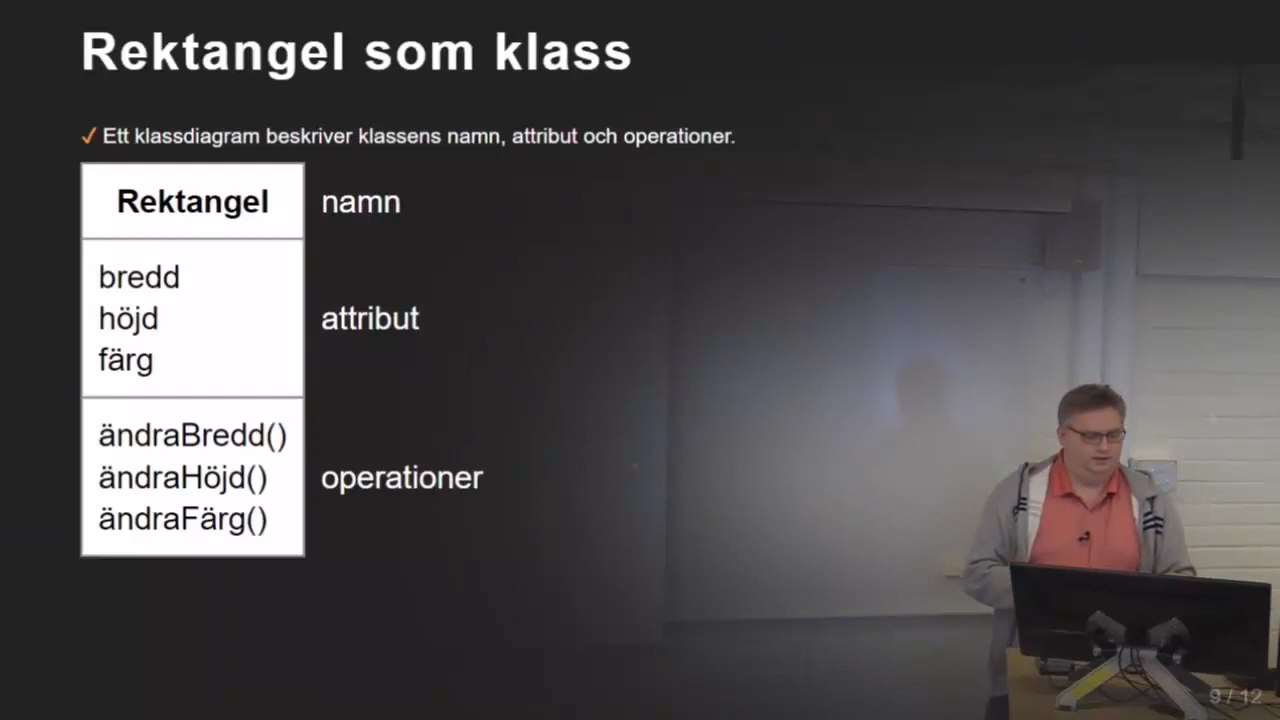 Rektangel som klass
✓ Ett klassdiagram beskriver klassens namn, attribut och operationer.
Rektangel namn
bredd
höjd attribut
färg
ändraBredd()
ändraHöjd() operationer
ändraFärg()
9 / 12